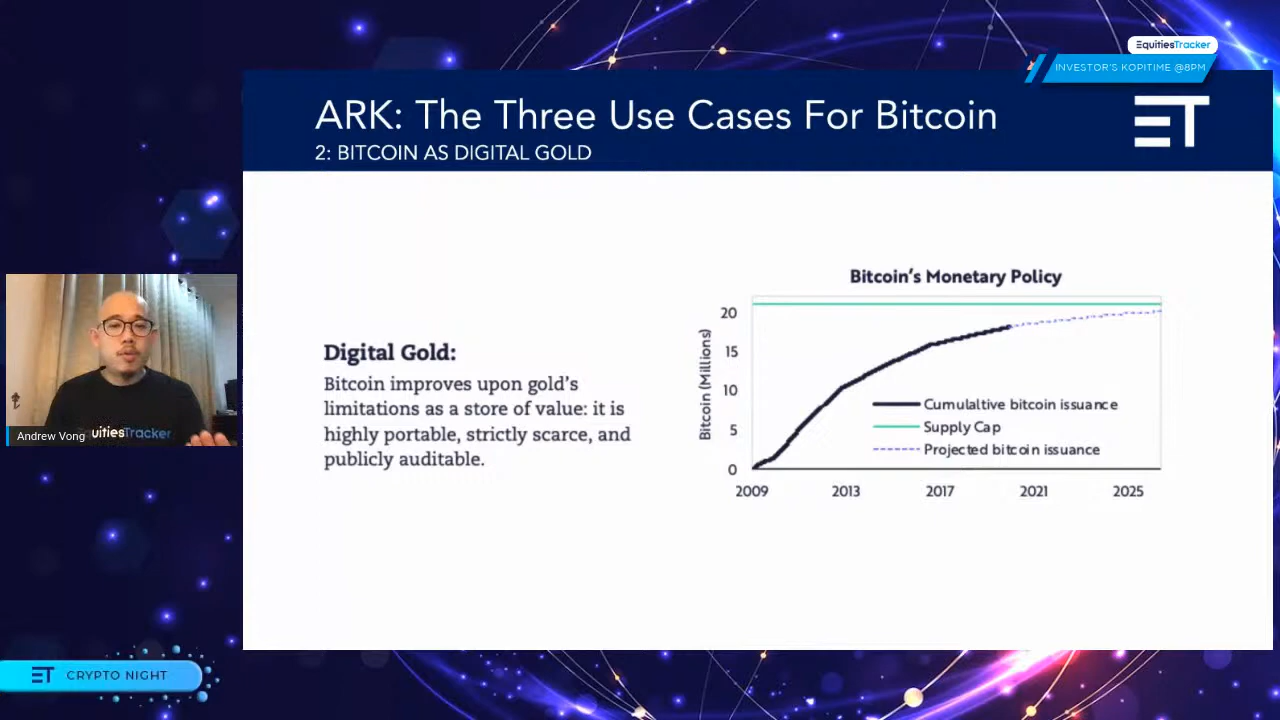 EquitiesTracker
INVESTOR'S KOPITIME @8PM
ARK: The Three Use Cases For Bitcoin
2: BITCOIN AS DIGITAL GOLD
ET
Digital Gold:
Bitcoin improves upon gold's
limitations as a store of value: it is
highly portable, strictly scarce, and
publicly auditable.
Bitcoin's Monetary Policy
Bitcoin (Millions)
20
15
10
5
0
Cumulaltive bitcoin issuance
Supply Cap
Projected bitcoin issuance
2009 2013 2017 2021 2025
Andrew Vong
uitiesTracker
ET CRYPTO NIGHT